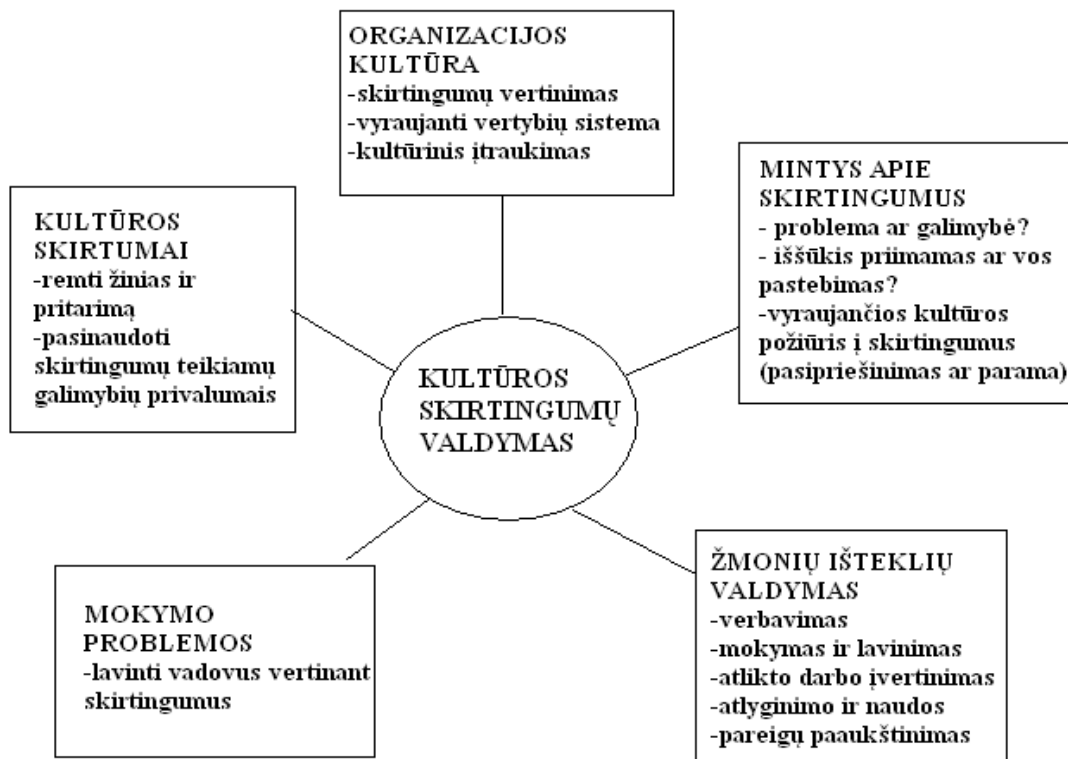 ORGANIZACIJOS
KULTŪRA
-skirtingumų vertinimas
-vyraujanti vertybių sistema
-kultūrinis įtraukimas
MINTYS APIE
SKIRTINGUMUS
- problema ar galimybė?
- iššūkis priimamas ar vos
pastebimas?
-vyraujančios kultūros
požiūris į skirtingumus
(pasipriešinimas ar parama)
KULTŪROS
SKIRTUMAI
-remti žinias ir
pritarimą
-pasinaudoti
skirtingumų teikiamų
galimybių privalumais
KULTŪROS
SKIRTINGUMŲ
VALDYMAS
MOKYMO
PROBLEMOS
-lavinti vadovus vertinant
skirtingumus
ŽMONIŲ IŠTEKLIŲ
VALDYMAS
-verbavimas
-mokymas ir lavinimas
-atlikto darbo įvertinimas
-atlyginimo ir naudos
-pareigų paaukštinimas